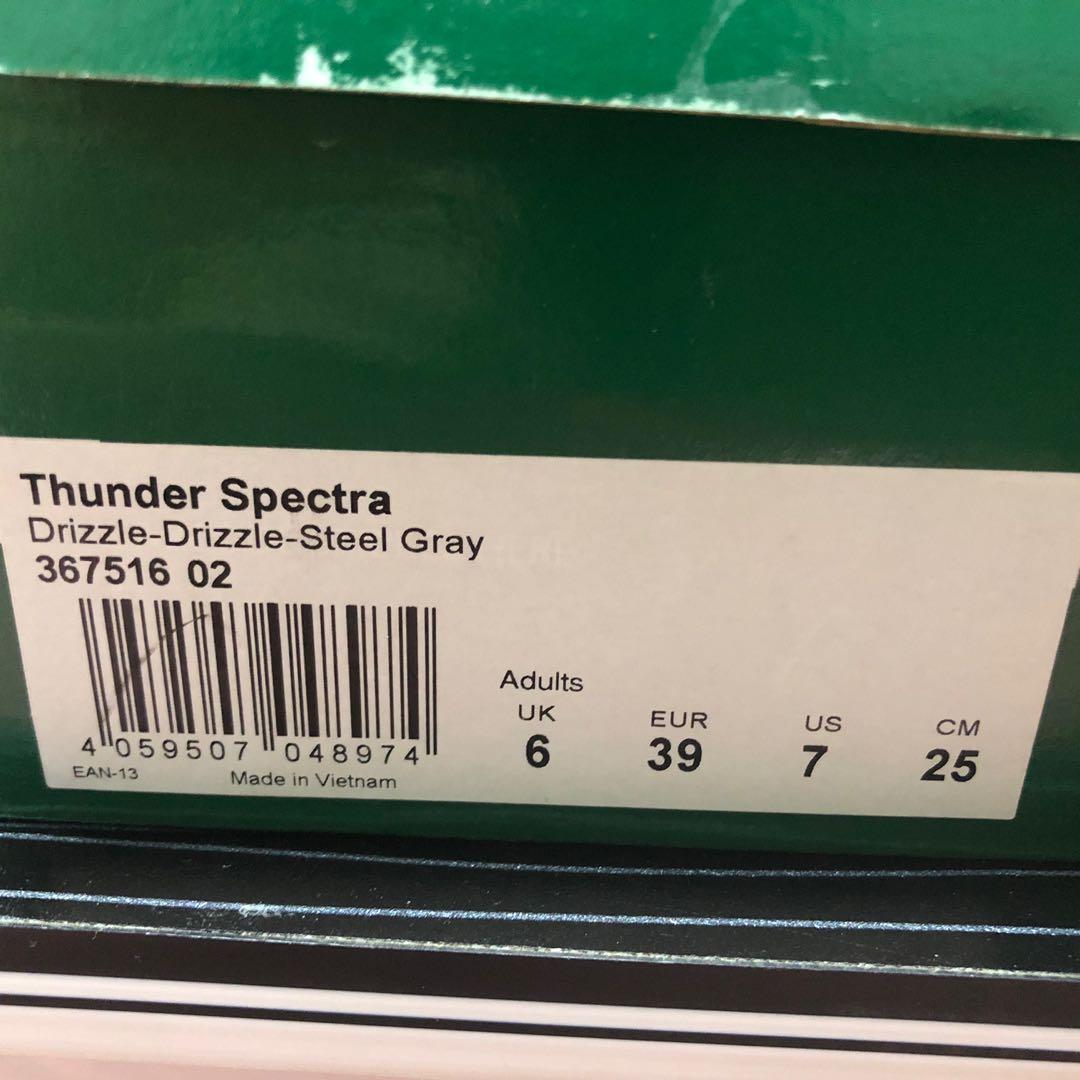 Thunder Spectra
Drizzle-Drizzle-Steel Gray
367516 02
4 059507 048974
EAN-13
Made in Vietnam
Adults
UK EUR US CM
6 39 7 25